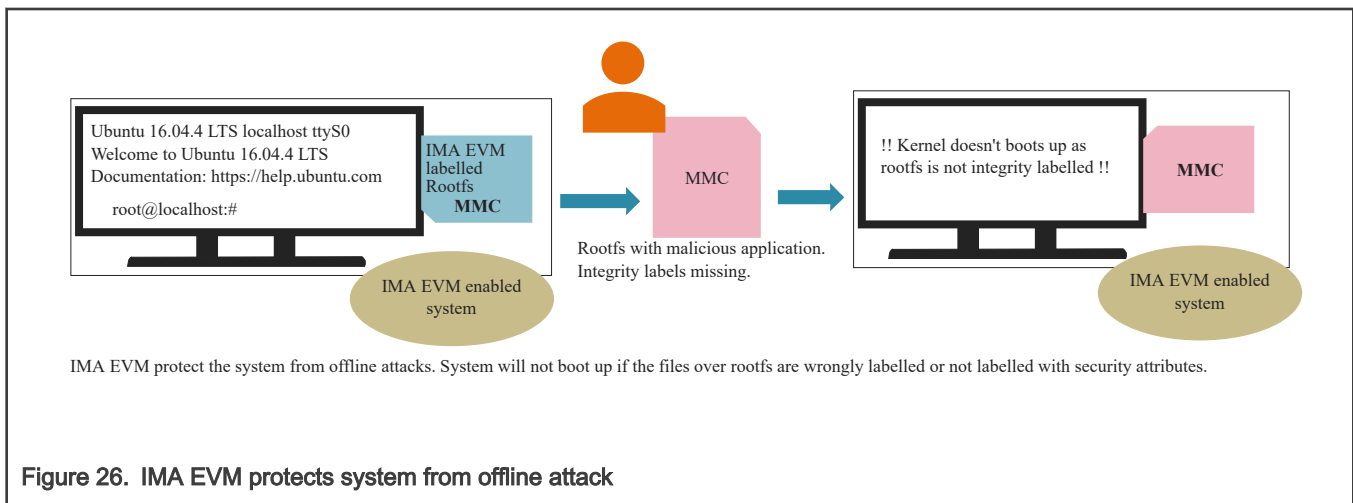 Ubuntu 16.04.4 LTS localhost ttyS0
Welcome to Ubuntu 16.04.4 LTS
Documentation: https://help.ubuntu.com
root@localhost:#
IMA EVM
labelled
Rootfs
MMC
IMA EVM enabled
system
MMC
Rootfs with malicious application.
Integrity labels missing.
!! Kernel doesn't boots up as
rootfs is not integrity labelled !!
MMC
IMA EVM enabled
system
IMA EVM protect the system from offline attacks. System will not boot up if the files over rootfs are wrongly labelled or not labelled with security attributes.
Figure 26. IMA EVM protects system from offline attack